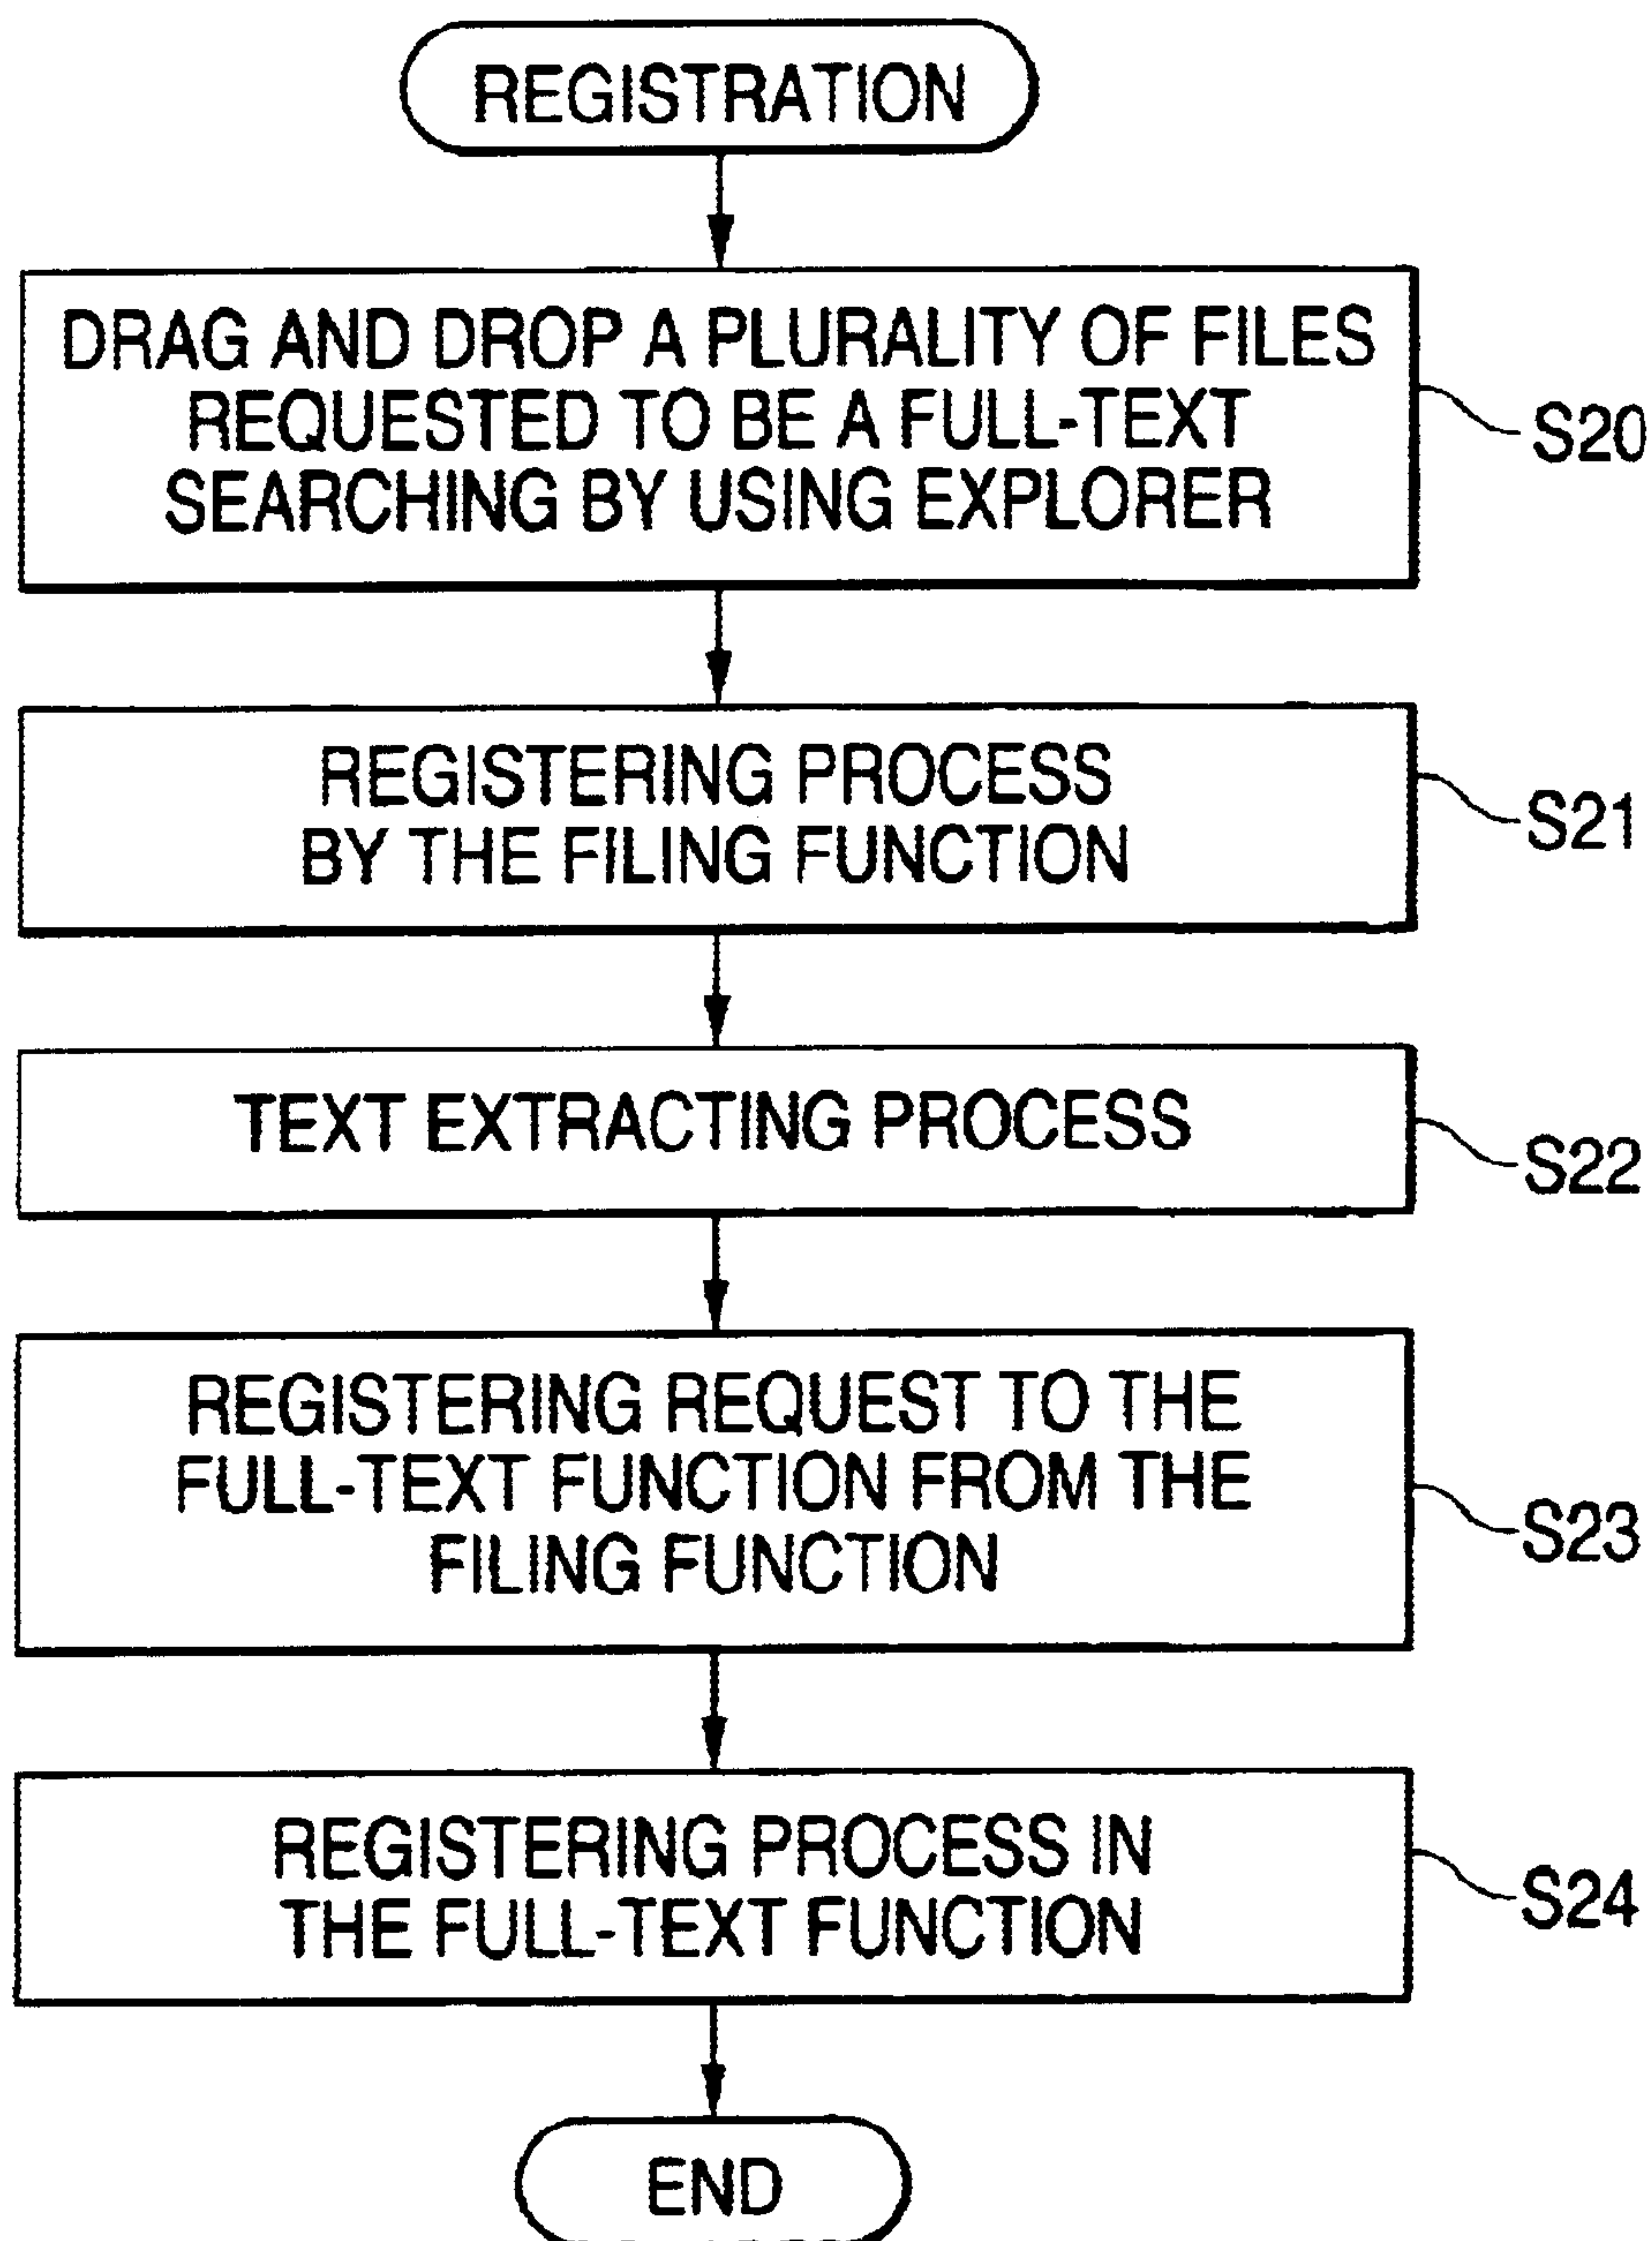 REGISTRATION
DRAG AND DROP A PLURALITY OF FILES
REQUESTED TO BE A FULL-TEXT
SEARCHING BY USING EXPLORER
S20
REGISTERING PROCESS
BY THE FILING FUNCTION
S21
TEXT EXTRACTING PROCESS
S22
REGISTERING REQUEST TO THE
FULL-TEXT FUNCTION FROM THE
FILING FUNCTION
S23
REGISTERING PROCESS IN
THE FULL-TEXT FUNCTION
S24
END